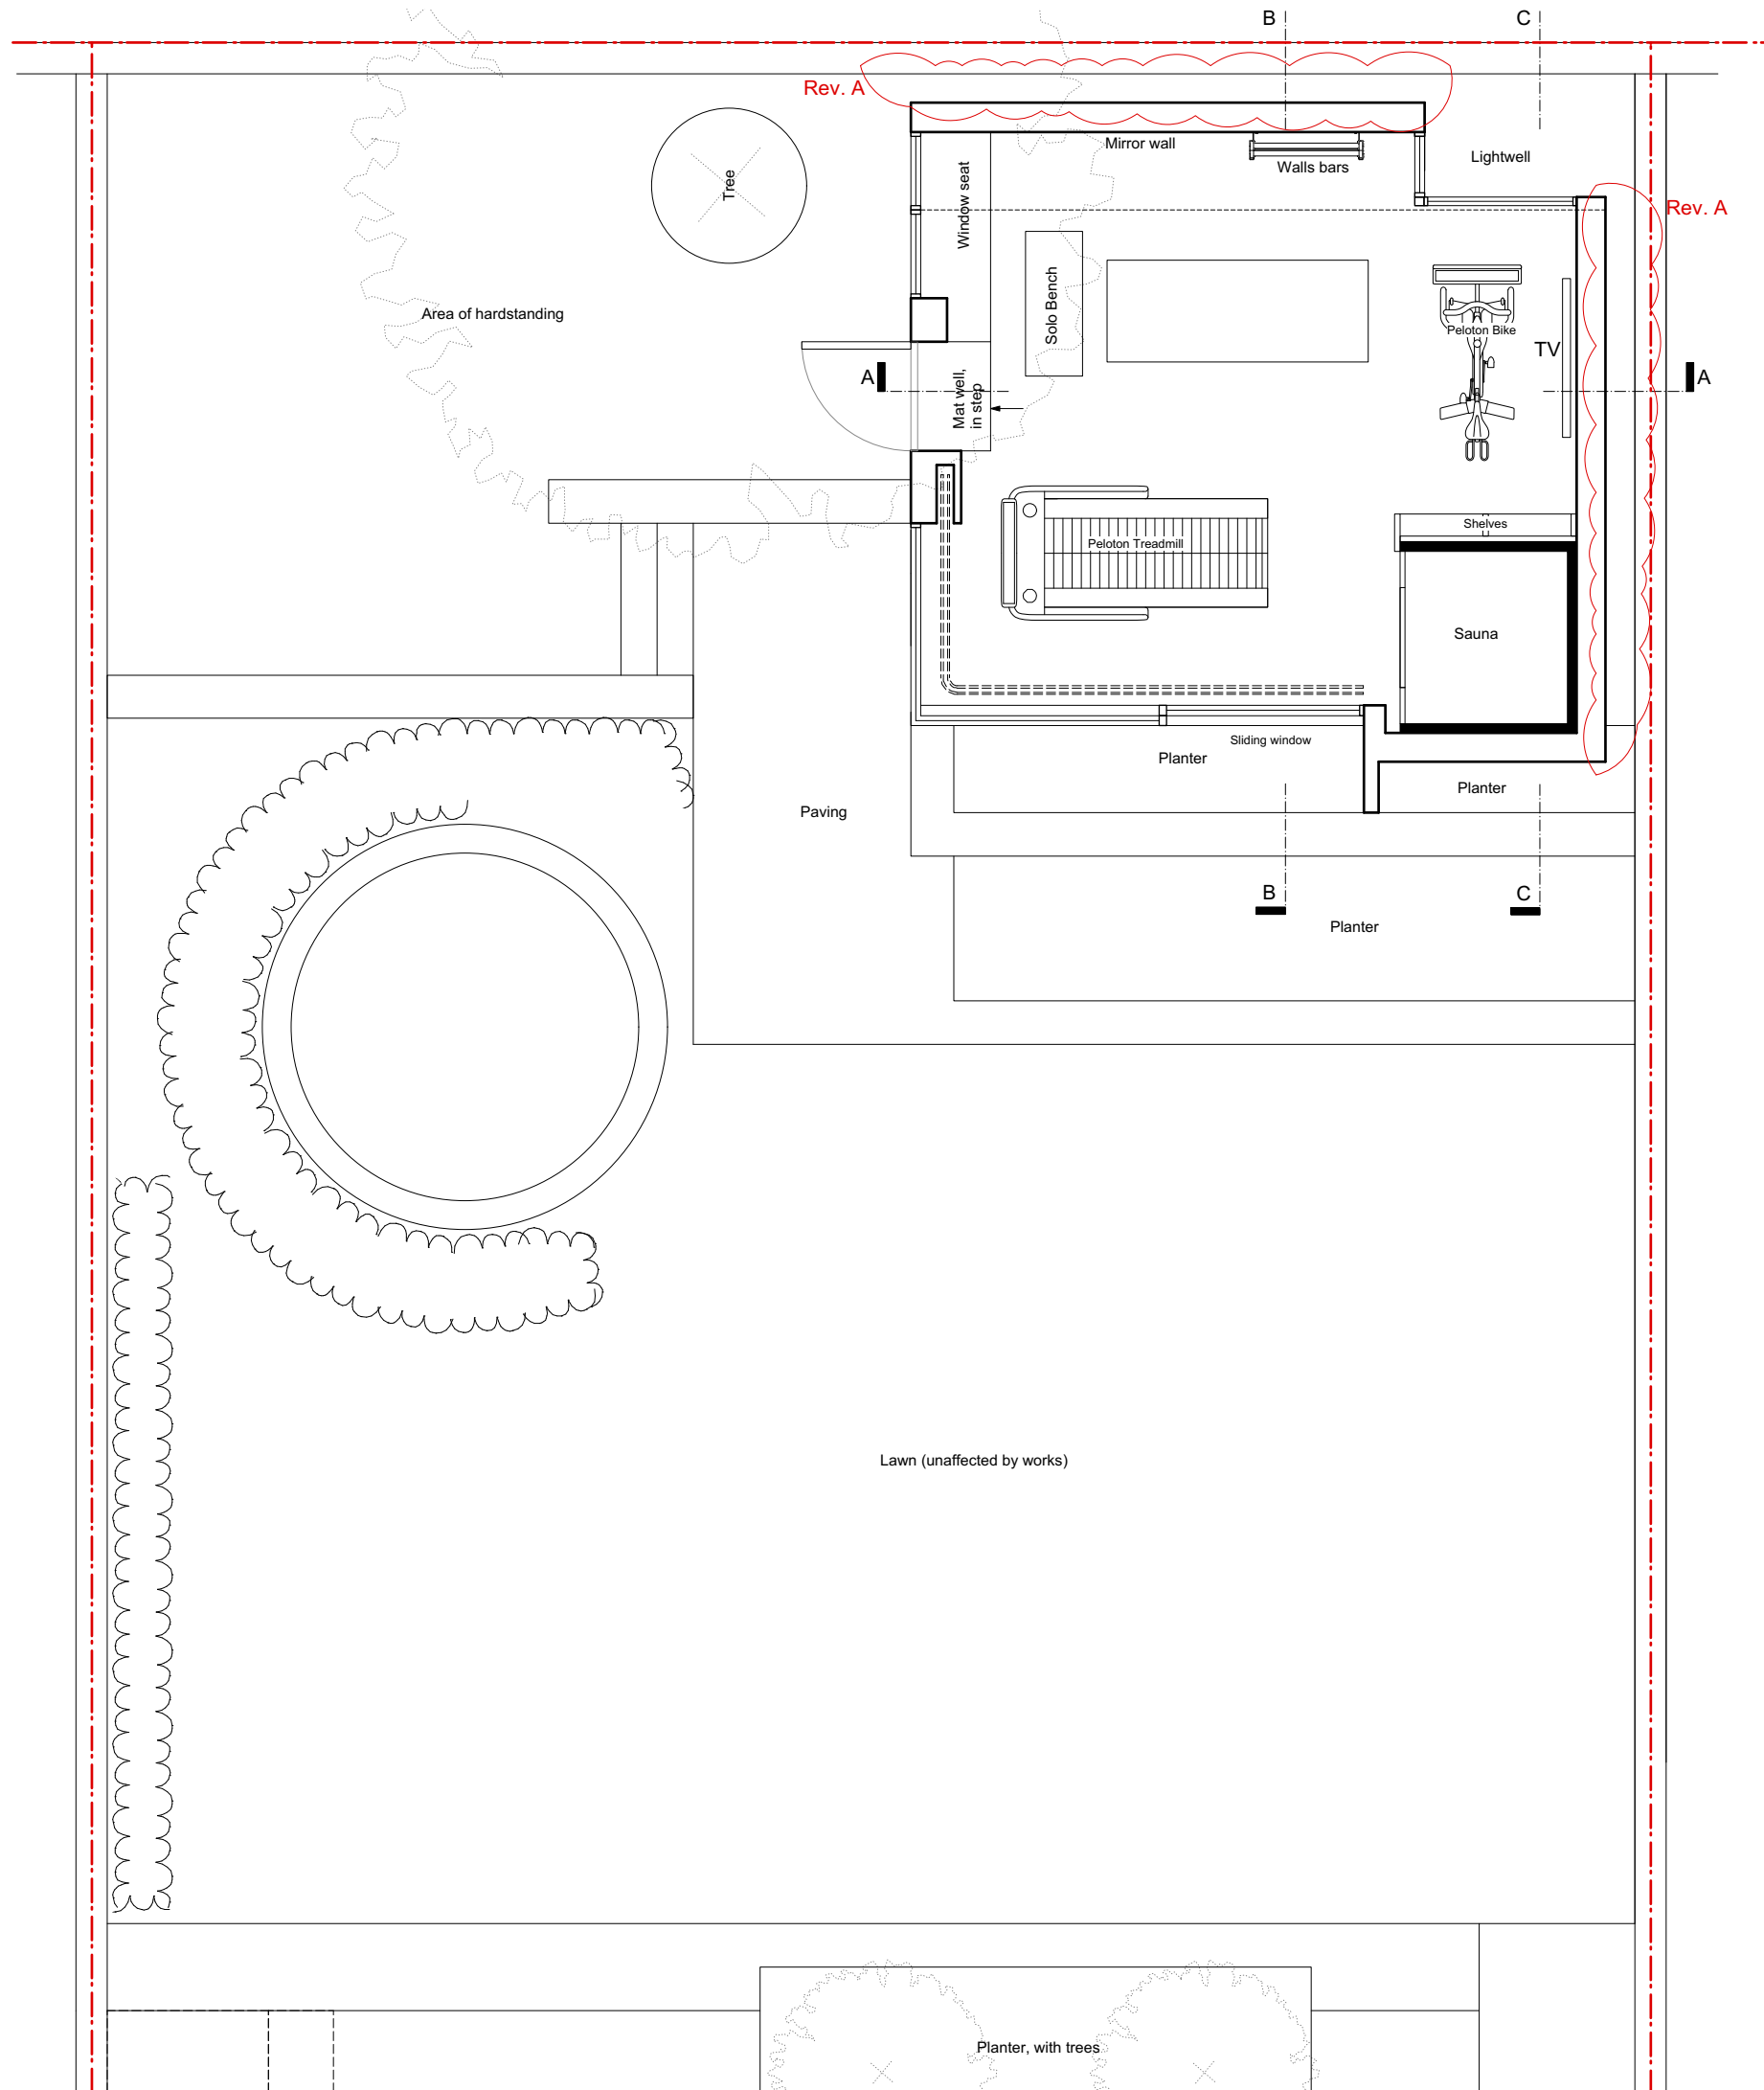 B
C
Rev. A
Mirror wall
Walls bars
Lightwell
Tree
Window seat
Rev. A
Solo Bench
Area of hardstanding
Peloton Bike
TV
A
A
Mat well,
in step
Shelves
Peloton Treadmill
Sauna
Sliding window
Planter
Planter
Paving
B
C
Planter
Lawn (unaffected by works)
Planter, with trees